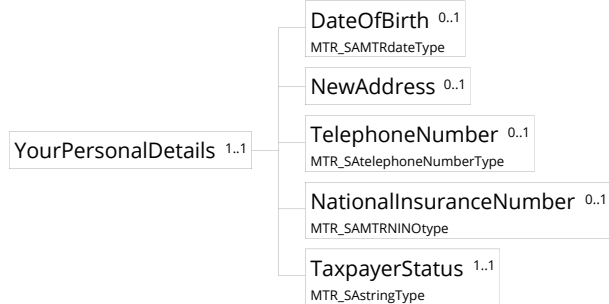 DateOfBirth 0..1
MTR_SAMTRdateType
NewAddress 0..1
TelephoneNumber 0..1
MTR_SAtelephoneNumberType
YourPersonalDetails 1..1
NationalInsuranceNumber 0..1
MTR_SAMTRNINOtype
TaxpayerStatus 1..1
MTR_SAstringType